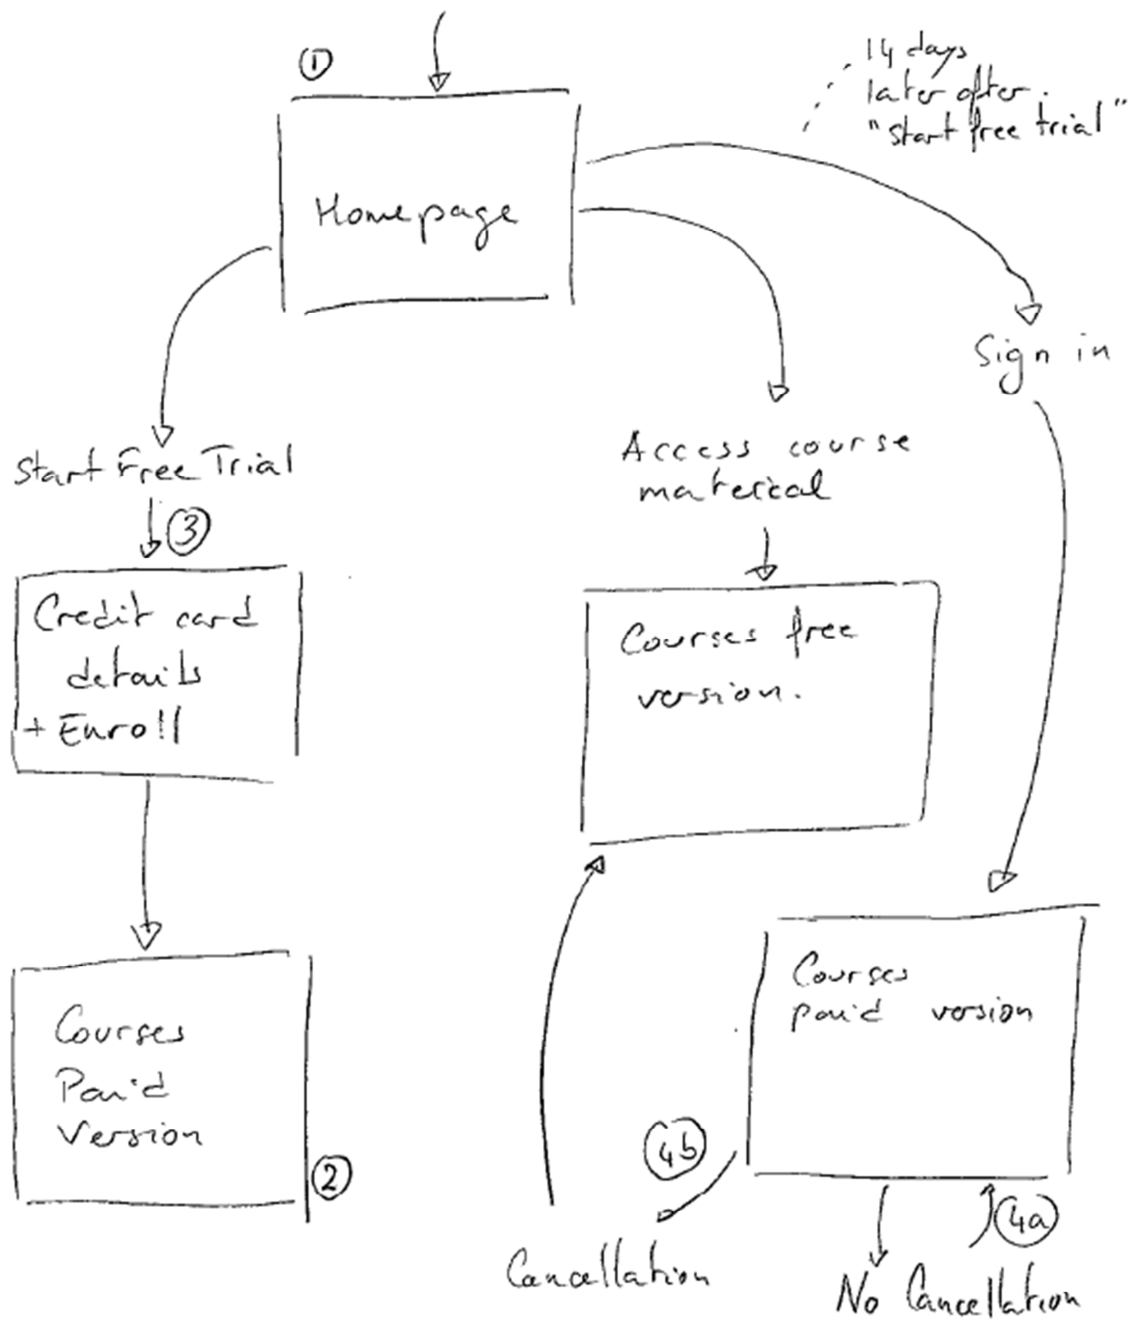 1
14 days
later after
"start free trial"
Homepage
Sign in
Start Free Trial
Access course
material
3
Credit card
details
+ Enroll
Courses free
version.
Courses
paid version
Courses
Paid
Version
2
4b
4a
Cancellation
No Cancellation